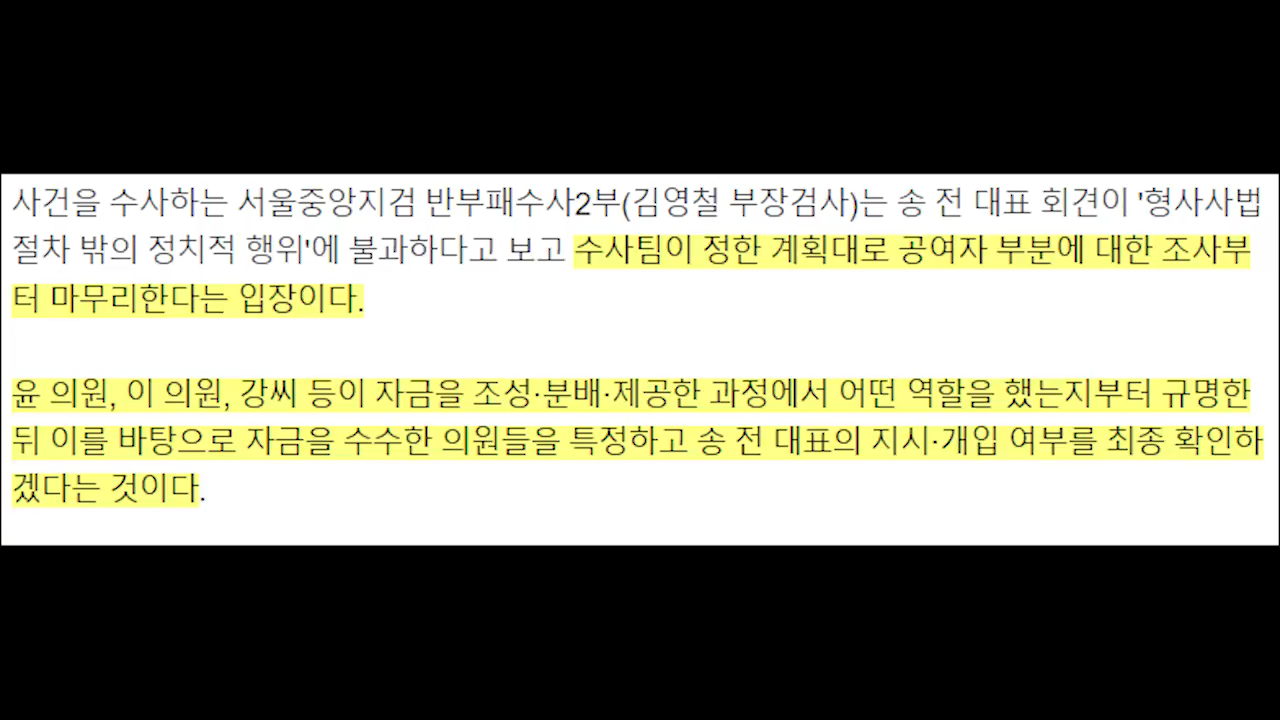 사건을 수사하는 서울중앙지검 반부패수사2부(김영철 부장검사)는 송 전 대표 회견이 '형사사법
절차 밖의 정치적 행위'에 불과하다고 보고 수사팀이 정한 계획대로 공여자 부분에 대한 조사부
터 마무리한다는 입장이다.
윤 의원, 이 의원, 강씨 등이 자금을 조성·분배·제공한 과정에서 어떤 역할을 했는지부터 규명한
뒤 이를 바탕으로 자금을 수수한 의원들을 특정하고 송 전 대표의 지시·개입 여부를 최종 확인하
겠다는 것이다.